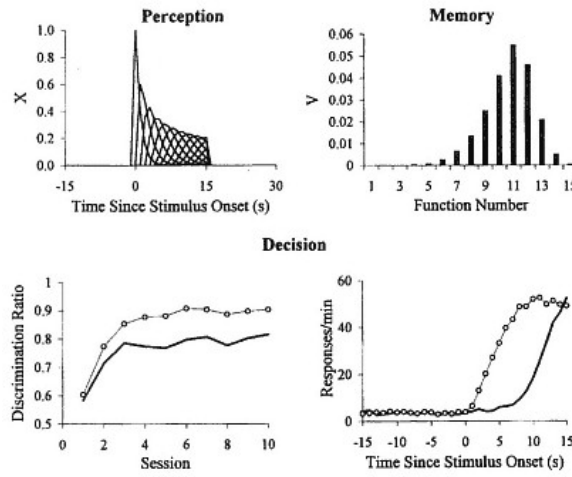 Perception
1.0
0.8
0.6
0.4
0.2
0.0
X
-15 0 15 30
Time Since Stimulus Onset (s)
Memory
0.06
0.05
0.04
0.03
0.02
0.01
0
V
1 3 5 7 9 11 13 15
Function Number
Decision
1
0.9
0.8
0.7
0.6
0.5
Discrimination Ratio
0 2 4 6 8 10
Session
60
40
20
0
Responses/min
-15 -10 -5 0 5 10 15
Time Since Stimulus Onset (s)